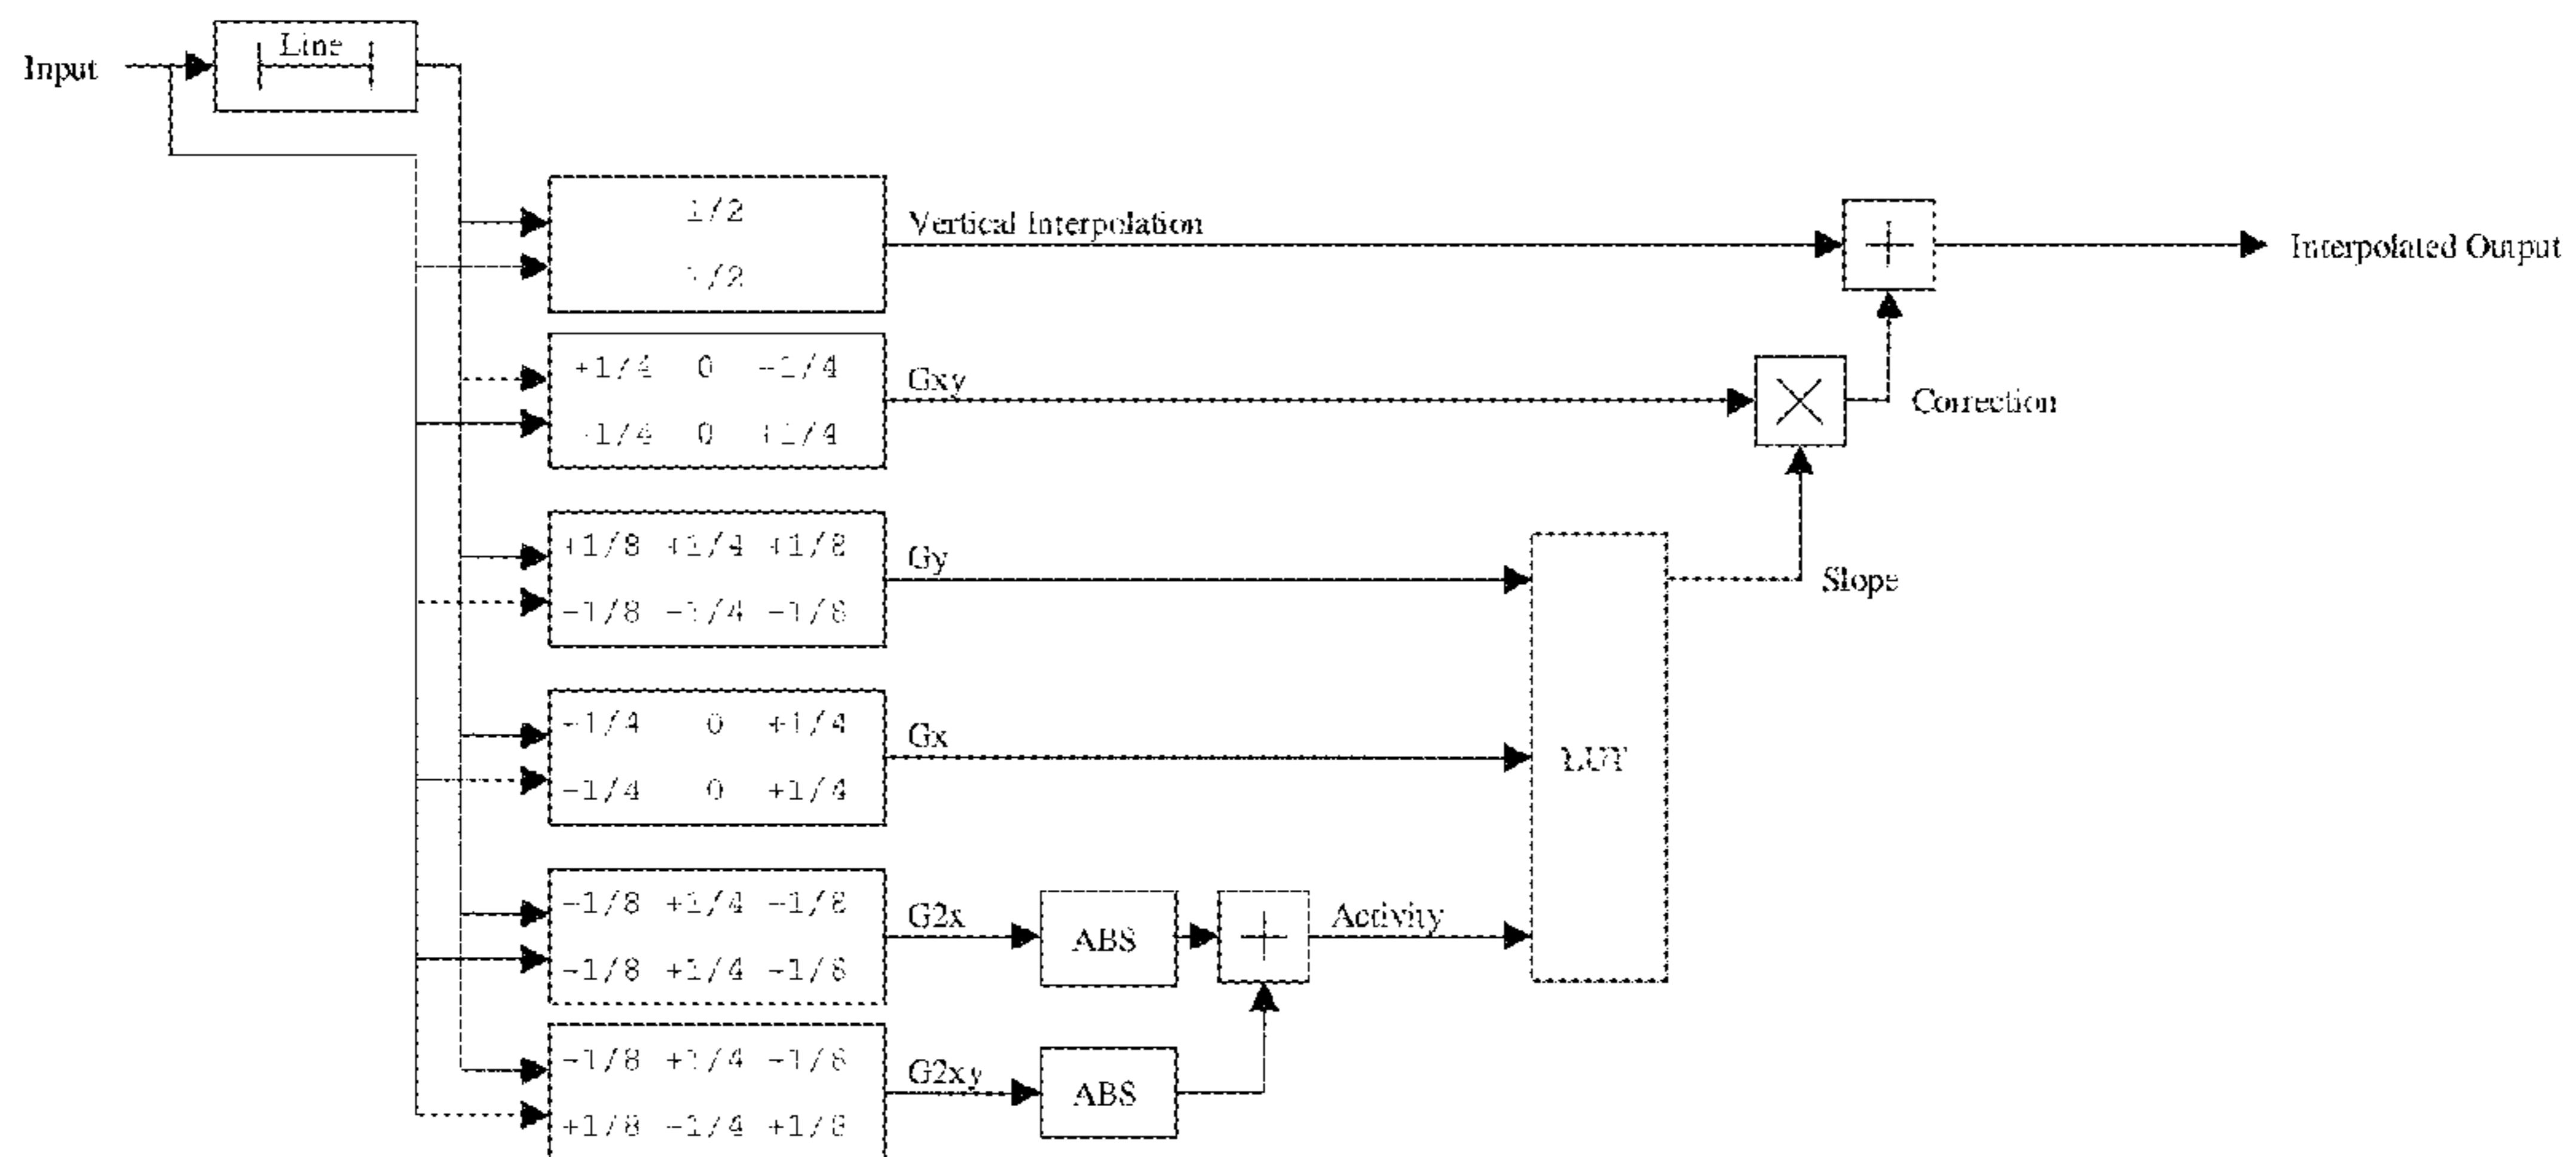 Line
Input
1/2
Vertical Interpolation
1/2
Interpolated Output
+1/4 0 -1/4
Gxy
-1/4 0 +1/4
Correction
+1/8 +1/4 +1/8
Gy
-1/8 -1/4 -1/8
Slope
-1/4 0 +1/4
Gx
LUT
-1/4 0 +1/4
-1/8 +1/4 -1/8
G2x
ABS
Activity
-1/8 +1/4 -1/8
-1/8 +1/4 -1/8
G2xy
ABS
+1/8 -1/4 +1/8